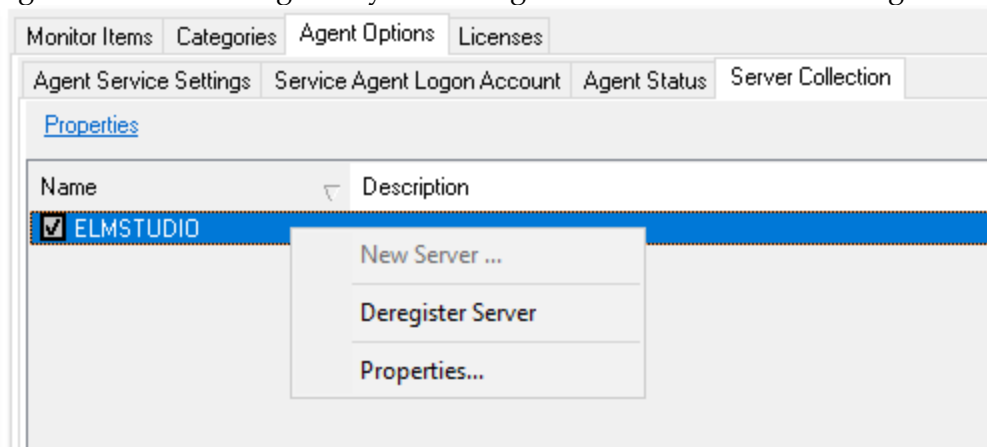 Monitor Items Categories Agent Options Licenses
Agent Service Settings Service Agent Logon Account Agent Status Server Collection
Properties
Name Description
ELMSTUDIO
New Server ...
Deregister Server
Properties...